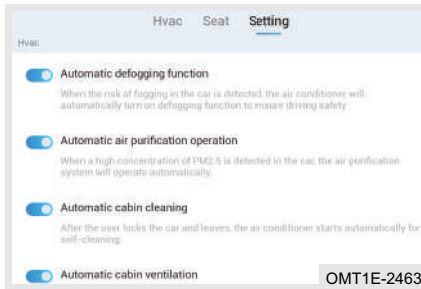 Hvac Seat Setting
Hvac
Automatic defogging function
When the risk of fogging in the car is detected, the air conditioner will
automatically turn on defogging function to ensure driving safety
Automatic air purification operation
When a high concentration of PM2.5 is detected in the car, the air purification
system will operate automatically.
Automatic cabin cleaning
After the user locks the car and leaves, the air conditioner starts automatically for
self-cleaning.
Automatic cabin ventilation
OMT1E-2463